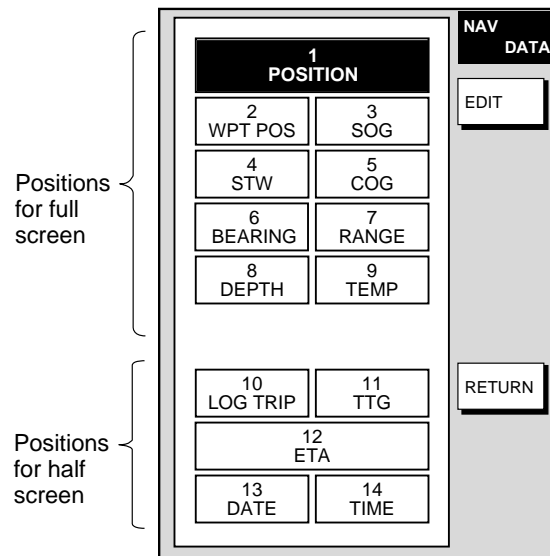 NAV
DATA
1
POSITION
EDIT
2
WPT POS
3
SOG
4
STW
5
COG
Positions
for full
screen
6
BEARING
7
RANGE
8
DEPTH
9
TEMP
10
LOG TRIP
11
TTG
RETURN
12
ETA
Positions
for half
screen
13
DATE
14
TIME